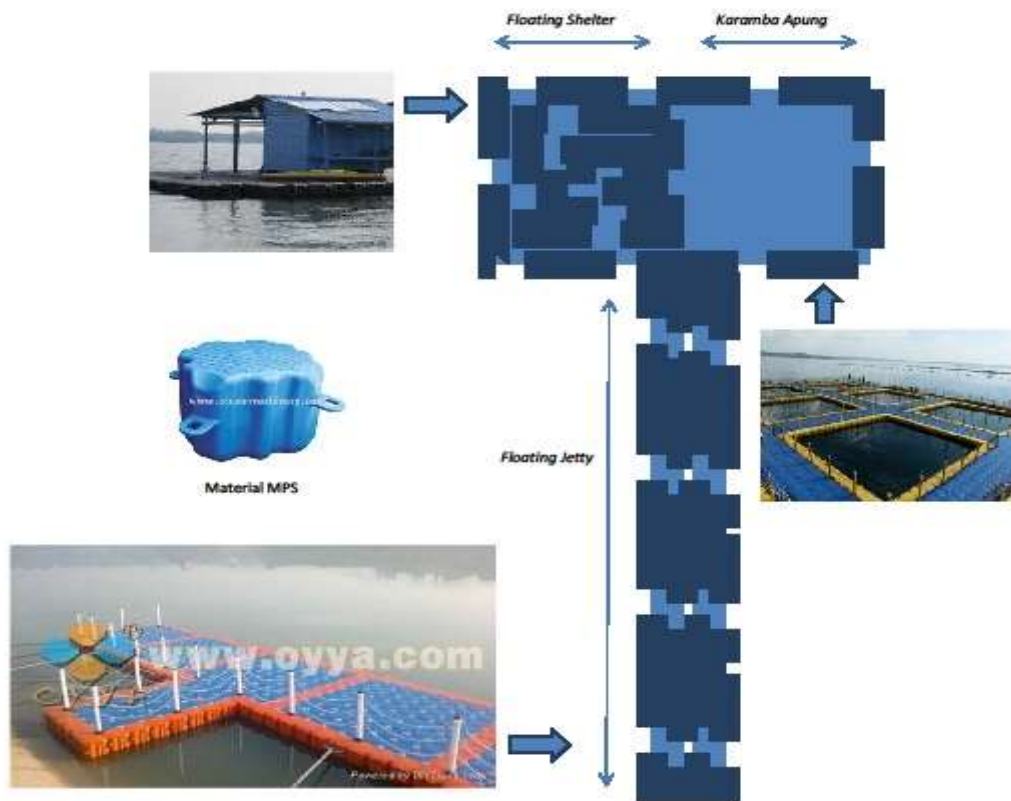 Floating Shelter
Karamba Apung
Floating Jetty
Material MPS
www.oyya.com